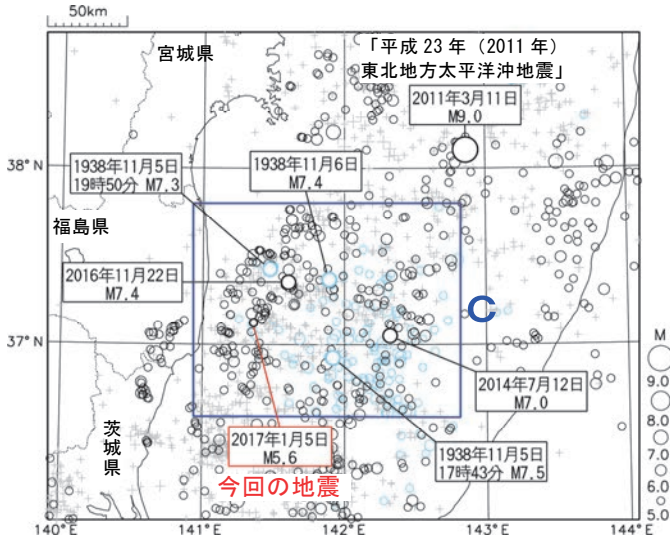 50km
宮城県
「平成 23 年 (2011 年)
東北地方太平洋沖地震」
2011年3月11日
M9.0
38° N
1938年11月5日
19時50分 M7.3
1938年11月6日
M7.4
福島県
2016年11月22日
M7.4
C
37° N
2014年7月12日
M7.0
2017年1月5日
M5.6
今回の地震
1938年11月5日
17時43分 M7.5
茨城県
M
9.0
8.0
7.0
6.0
5.0
140° E
141° E
142° E
143° E
144° E